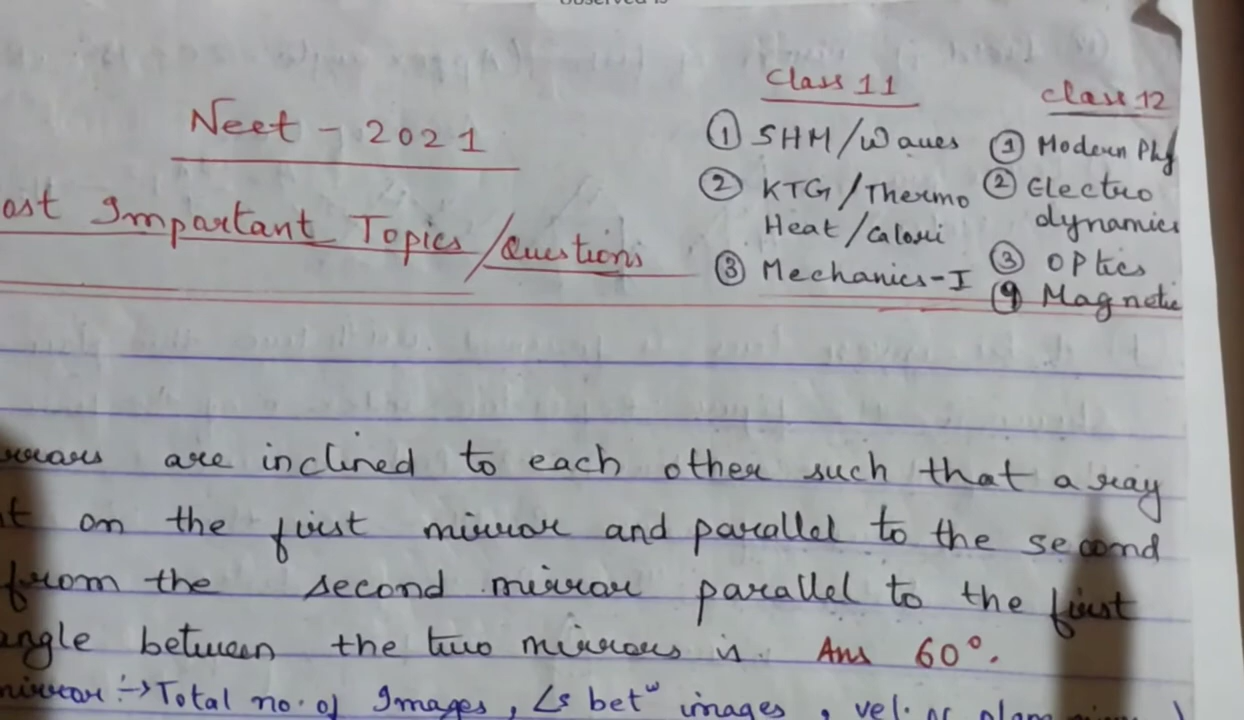 Neet - 2021
Important Topics/Questions
Class 11
① SHM/Waves
② KTG/Thermo
Heat/Calori
③ Mechanics-I
Class 12
① Modern Phy
② Electro
dynamics
③ Optics
④ Magnetic
are inclined to each other such that a ray
on the first mirror and parallel to the second
from the second mirror parallel to the first
angle between the two mirrors is. Ans 60°.
mirror :→ Total no. of Images, ∠s betʷ images, vel. of